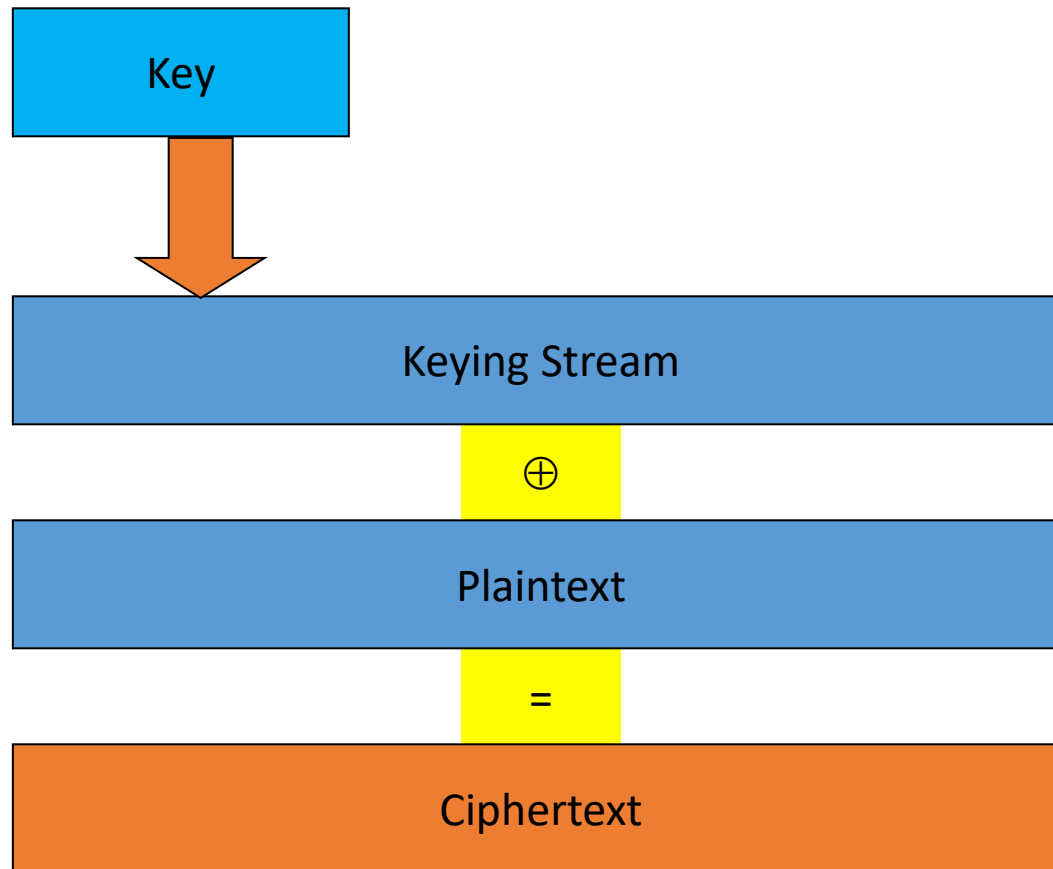 Key
Keying Stream
⊕
Plaintext
=
Ciphertext